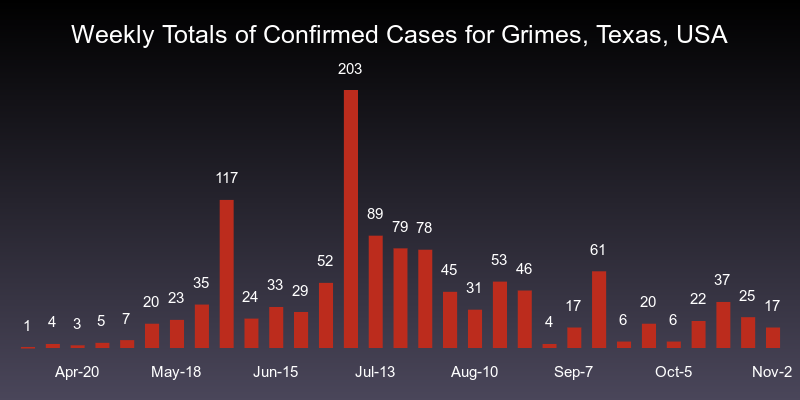 Weekly Totals of Confirmed Cases for Grimes, Texas, USA
1 4 3 5 7 20 23 35 117 24 33 29 52 203 89 79 78 45 31 53 46 4 17 61 6 20 6 22 37 25 17
Apr-20 May-18 Jun-15 Jul-13 Aug-10 Sep-7 Oct-5 Nov-2